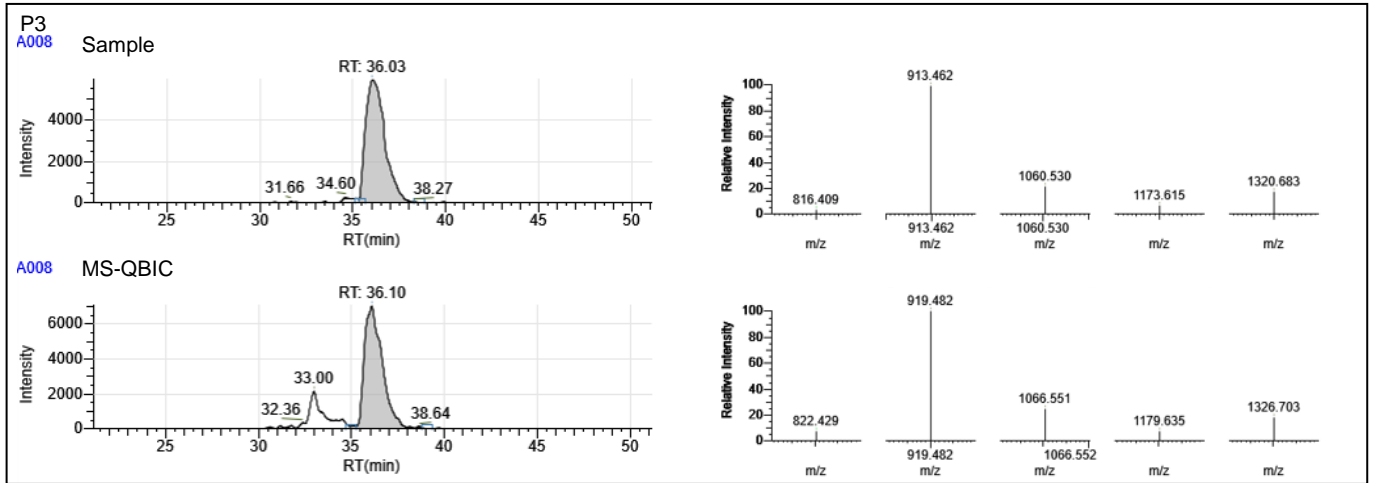 P3
A008 Sample
RT: 36.03
Intensity
4000
2000
0
31.66
34.60
38.27
25 30 35 40 45 50
RT(min)
Relative Intensity
100
80
60
40
20
0
816.409
913.462
1060.530
1173.615
1320.683
913.462
1060.530
m/z m/z m/z m/z m/z
A008 MS-QBIC
RT: 36.10
Intensity
6000
4000
2000
0
33.00
32.36
38.64
25 30 35 40 45 50
RT(min)
Relative Intensity
100
80
60
40
20
0
822.429
919.482
1066.551
1179.635
1326.703
919.482
1066.552
m/z m/z m/z m/z m/z